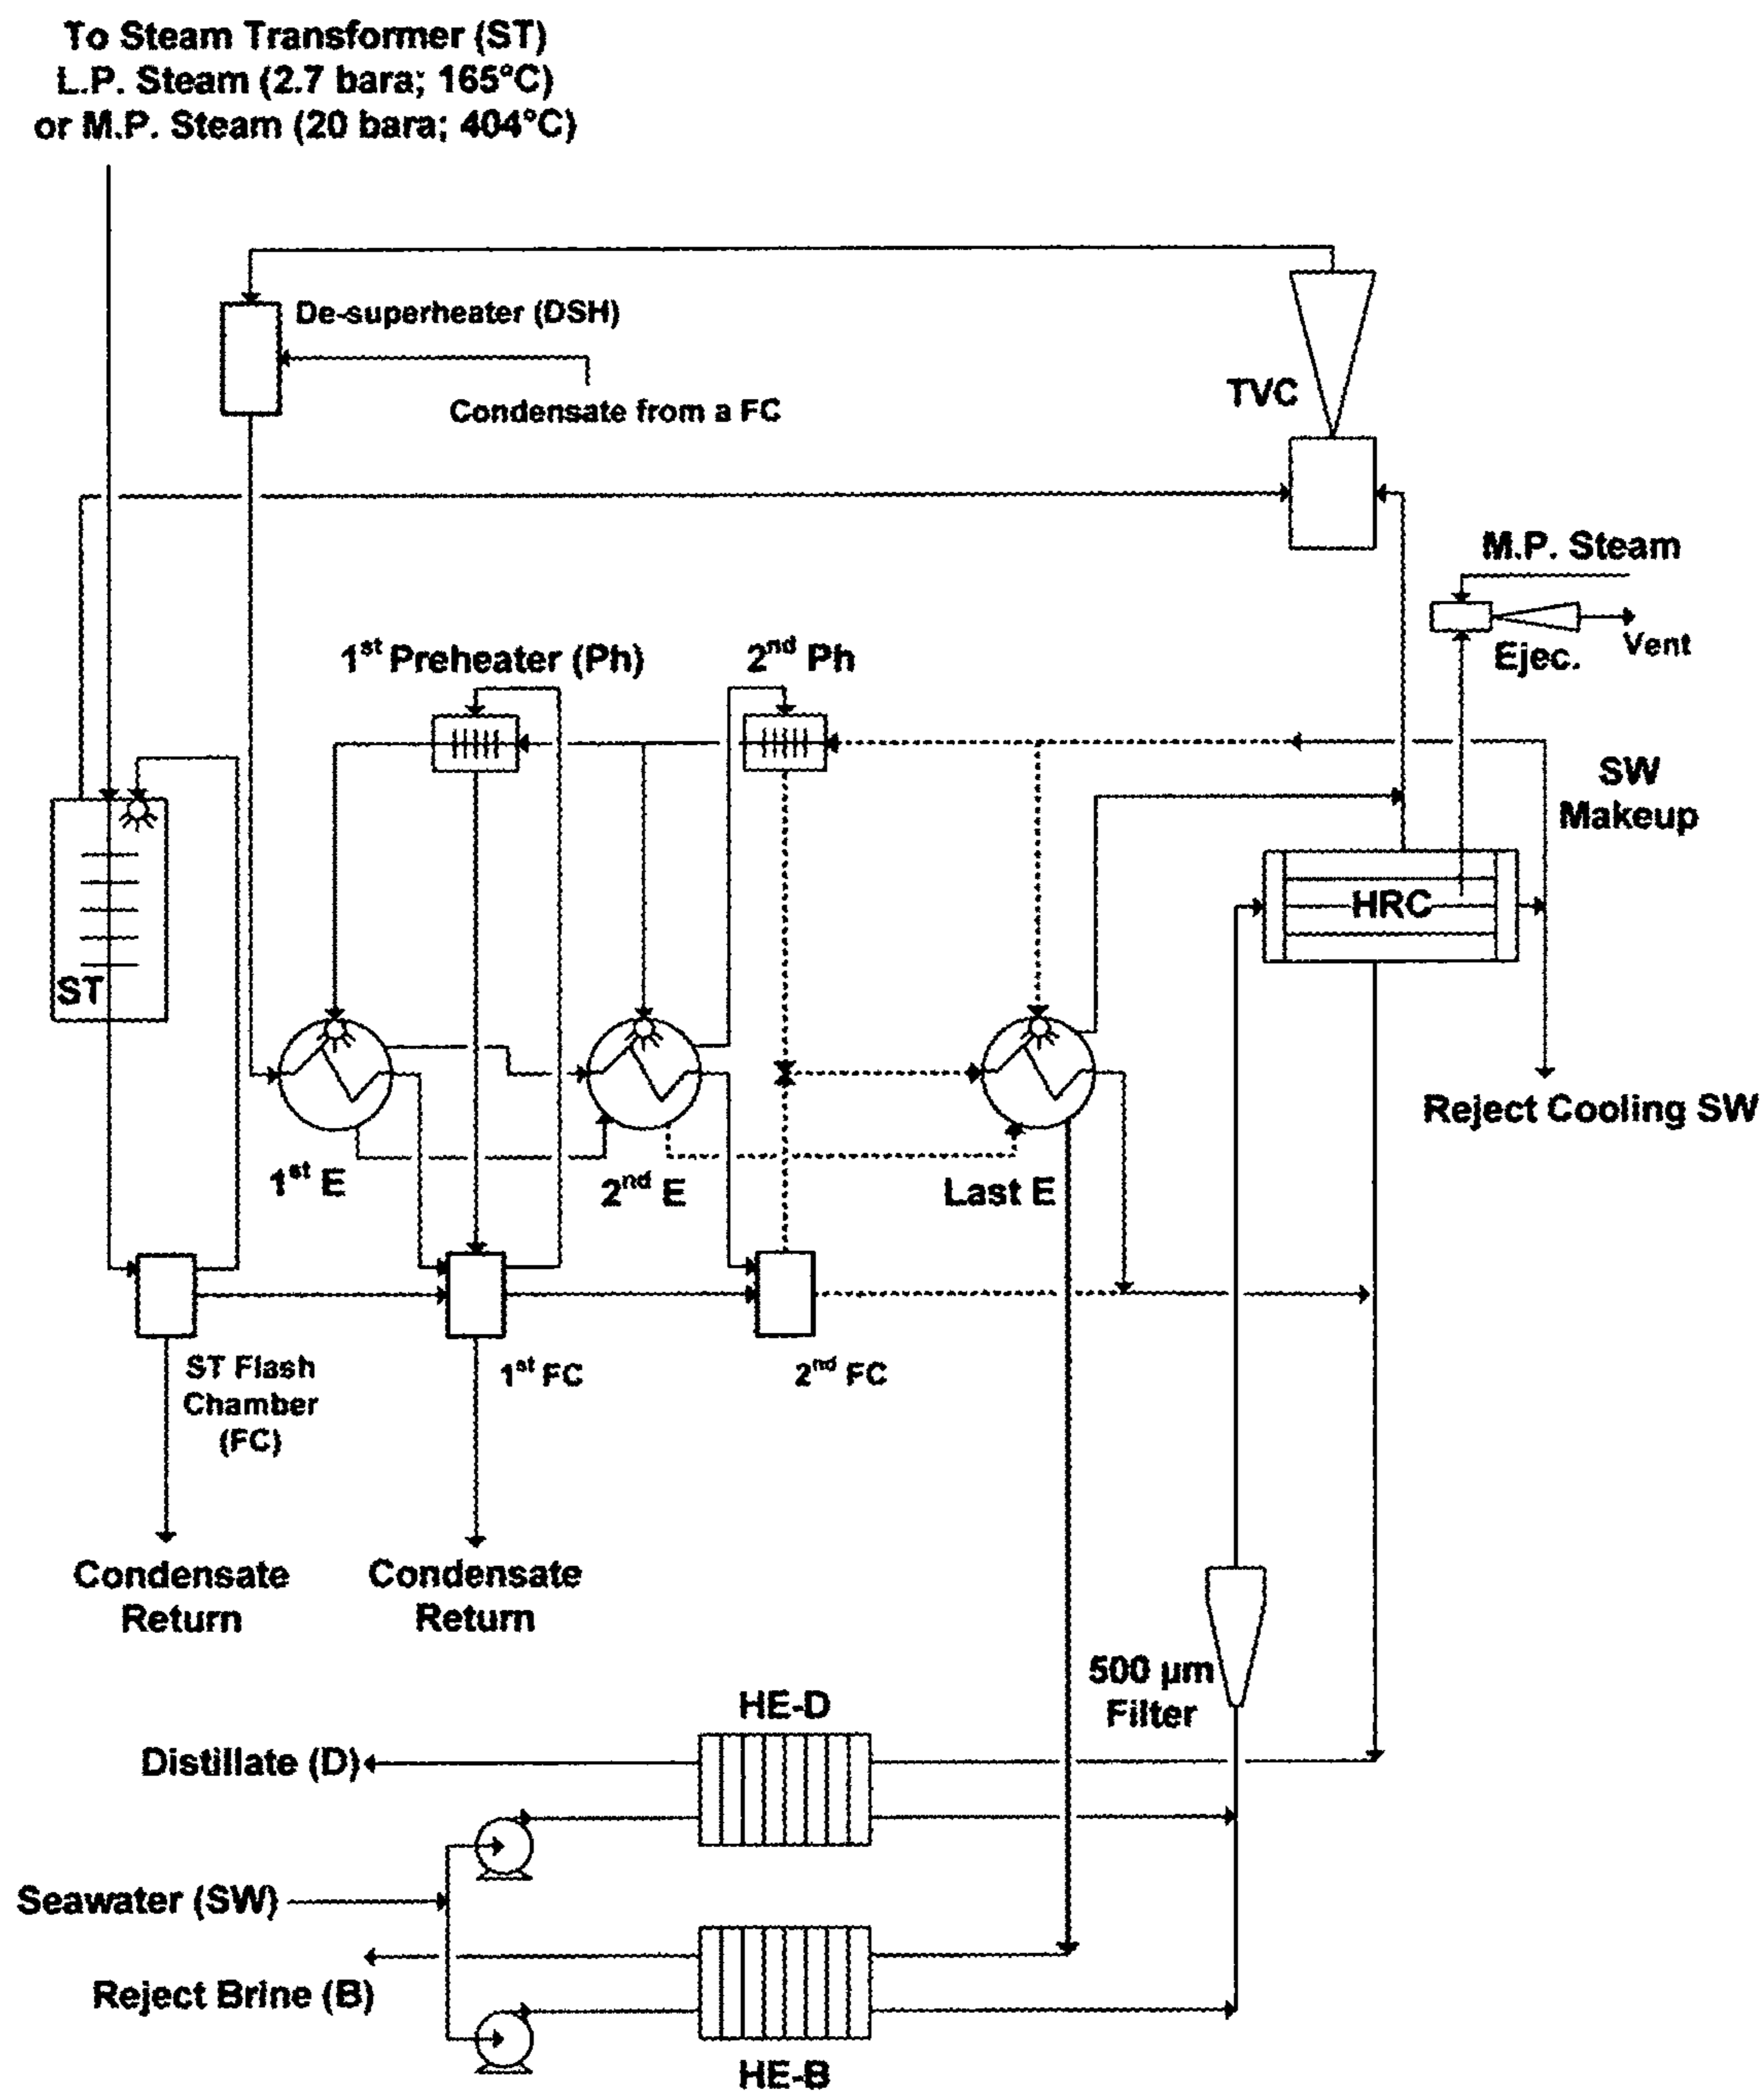 To Steam Transformer (ST)
L.P. Steam (2.7 bara; 165°C)
or M.P. Steam (20 bara; 404°C)
De-superheater (DSH)
Condensate from a FC
TVC
M.P. Steam
Ejec.
Vent
1st Preheater (Ph)
2nd Ph
SW
Makeup
HRC
ST
Reject Cooling SW
1st E
2nd E
Last E
ST Flash
Chamber
(FC)
1st FC
2nd FC
Condensate
Return
Condensate
Return
500 µm
Filter
HE-D
Distillate (D)
Seawater (SW)
Reject Brine (B)
HE-B